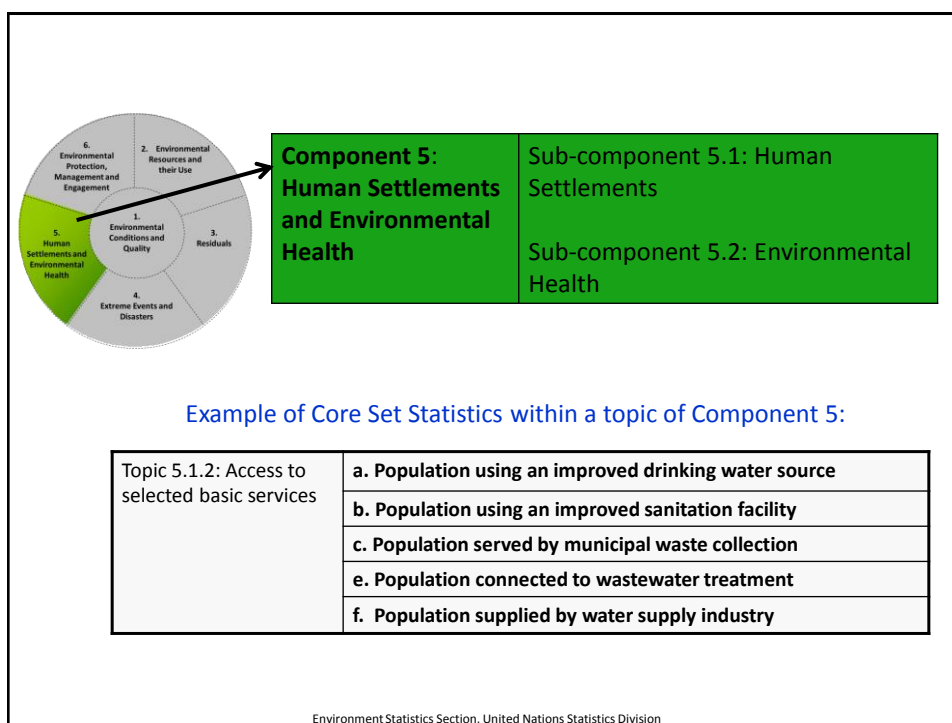 6.
Environmental
Protection,
Management and
Engagement
2. Environmental
Resources and
their Use
1.
Environmental
Conditions and
Quality
3.
Residuals
5.
Human
Settlements and
Environmental
Health
4.
Extreme Events and
Disasters
Component 5:
Human Settlements
and Environmental
Health
Sub-component 5.1: Human
Settlements
Sub-component 5.2: Environmental
Health
Example of Core Set Statistics within a topic of Component 5:
Topic 5.1.2: Access to
selected basic services
a. Population using an improved drinking water source
b. Population using an improved sanitation facility
c. Population served by municipal waste collection
e. Population connected to wastewater treatment
f. Population supplied by water supply industry
Environment Statistics Section, United Nations Statistics Division